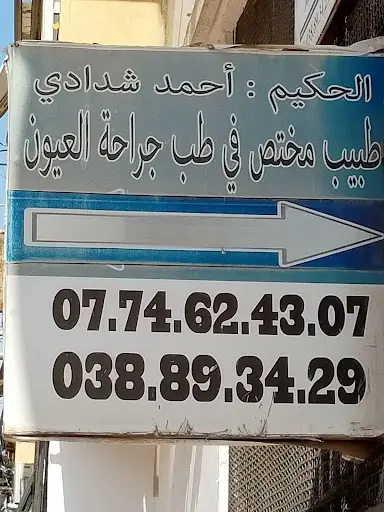 الحكيم : أحمد شدادي
طبيب مختص في طب جراحة العيون
07.74.62.43.07
038.89.34.29